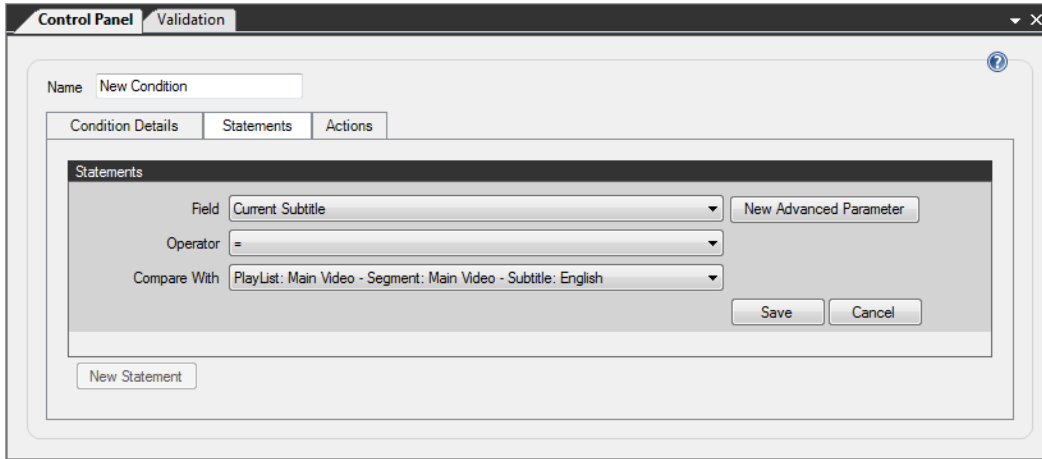 Control Panel Validation
?
Name New Condition
Condition Details Statements Actions
Statements
Field Current Subtitle New Advanced Parameter
Operator =
Compare With PlayList: Main Video - Segment: Main Video - Subtitle: English
Save Cancel
New Statement